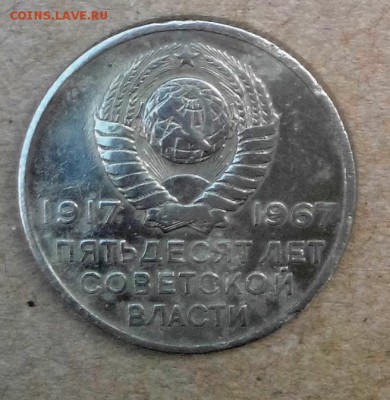 COINS.LAVE.RU
1917 1967
ПЯТЬДЕСЯТ ЛЕТ
СОВЕТСКОЙ
ВЛАСТИ